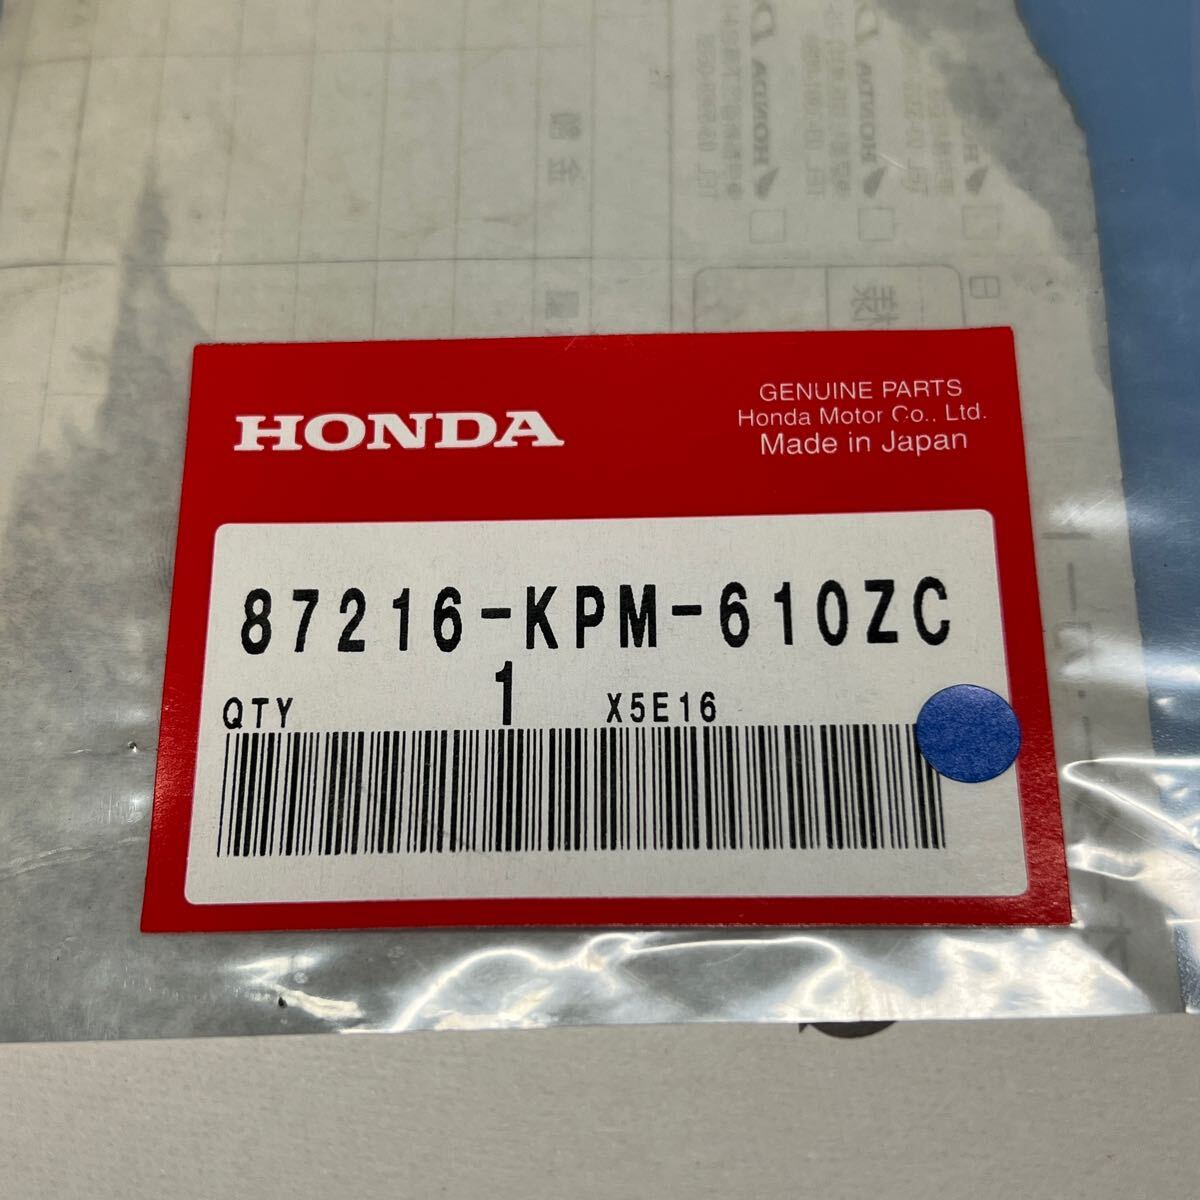 HONDA
GENUINE PARTS
Honda Motor Co., Ltd.
Made in Japan
87216-KPM-610ZC
QTY 1 X5E16